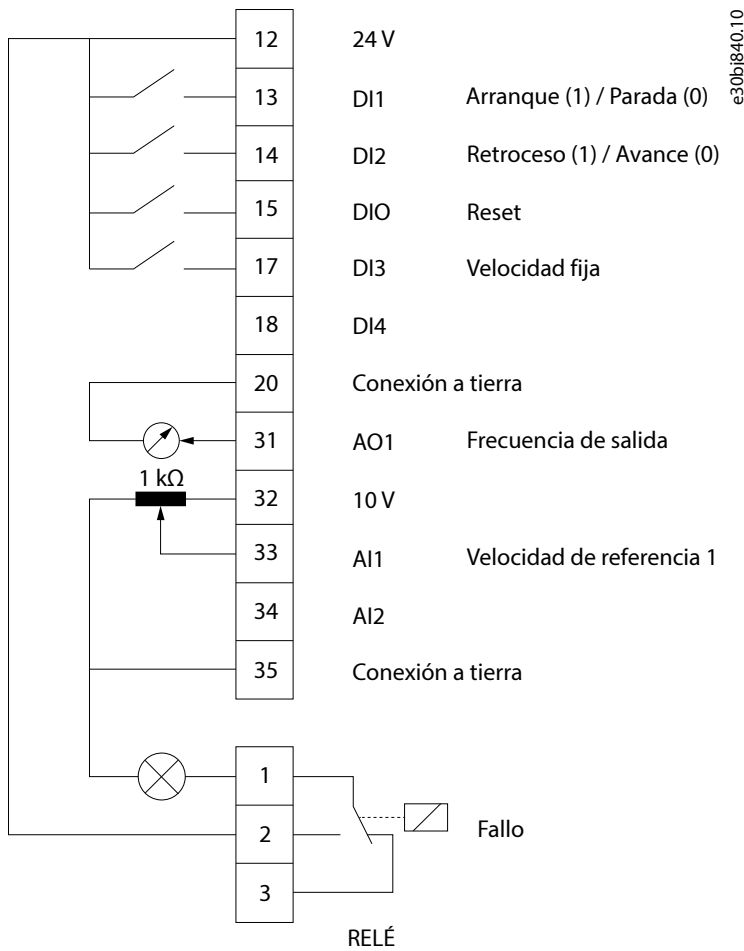 e30bi840.10
12 24 V
13 DI1 Arranque (1) / Parada (0)
14 DI2 Retroceso (1) / Avance (0)
15 DIO Reset
17 DI3 Velocidad fija
18 DI4
20 Conexión a tierra
31 AO1 Frecuencia de salida
1 kΩ
32 10 V
33 AI1 Velocidad de referencia 1
34 AI2
35 Conexión a tierra
1
2 Fallo
3
RELÉ